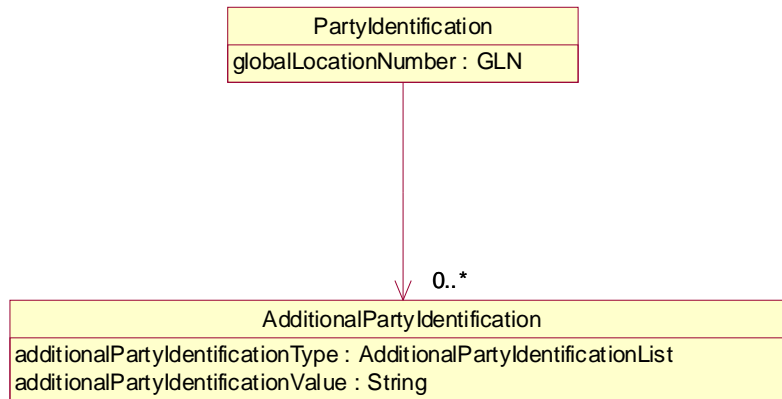 PartyIdentification
globalLocationNumber : GLN
0..*
AdditionalPartyIdentification
additionalPartyIdentificationType : AdditionalPartyIdentificationList
additionalPartyIdentificationValue : String